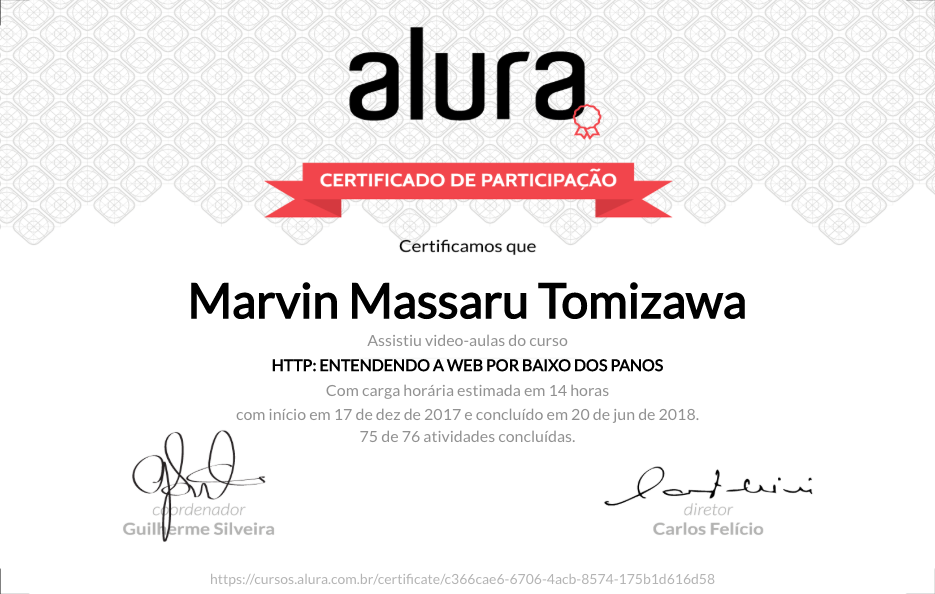 alura
CERTIFICADO DE PARTICIPAÇÃO
Certificamos que
Marvin Massaru Tomizawa
Assistiu video-aulas do curso
HTTP: ENTENDENDO A WEB POR BAIXO DOS PANOS
Com carga horária estimada em 14 horas
com início em 17 de dez de 2017 e concluído em 20 de jun de 2018.
75 de 76 atividades concluídas.
coordenador
Guilherme Silveira
diretor
Carlos Felício
https://cursos.alura.com.br/certificate/c366cae6-6706-4acb-8574-175b1d616d58